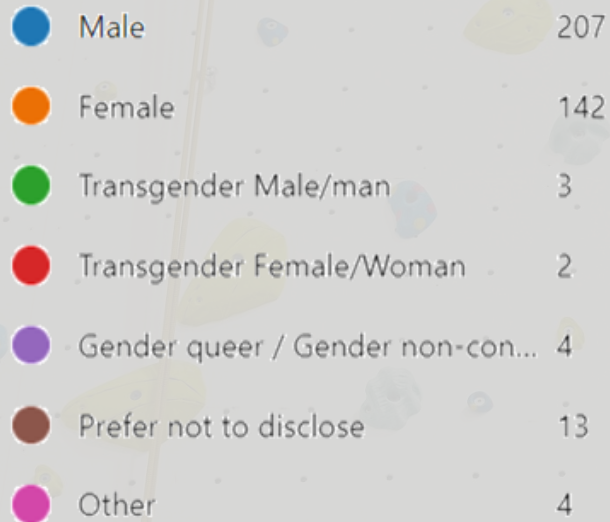 Male 207
Female 142
Transgender Male/man 3
Transgender Female/Woman 2
Gender queer / Gender non-con... 4
Prefer not to disclose 13
Other 4